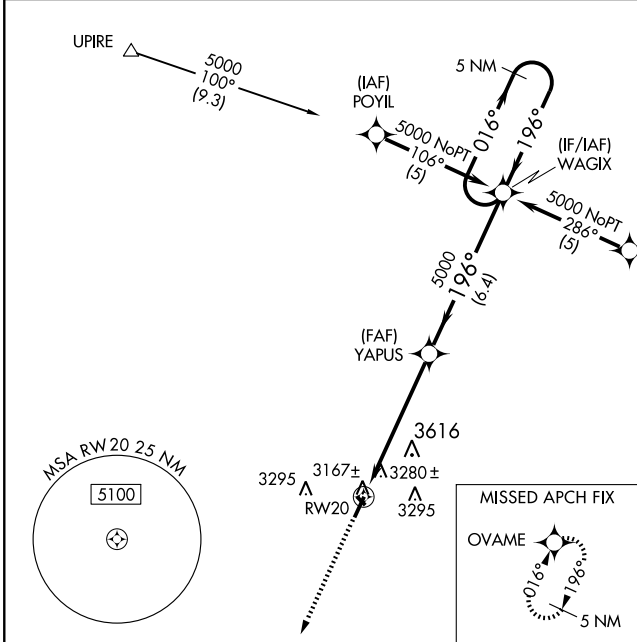 UPIRE
5000
100°
(9.3)
(IAF)
POYIL
5000 NoPT
106°
(5)
5 NM
016°
196°
(IF/IAF)
WAGIX
5000 NoPT
286°
(5)
5000
196°
(6.4)
(FAF)
YAPUS
3616
3167±
3280±
3295
3295
RW20
MSA RW20 25 NM
5100
MISSED APCH FIX
OVAME
016°
196°
5 NM